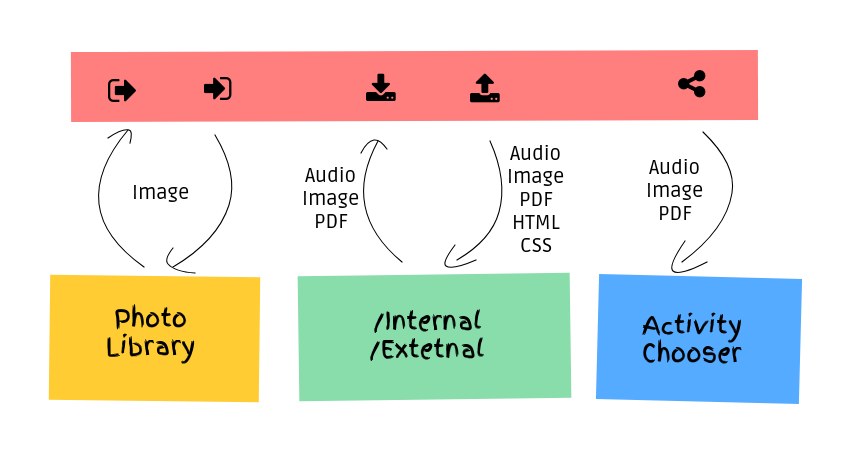 Image
Audio
Image
PDF
Audio
Image
PDF
HTML
CSS
Audio
Image
PDF
Photo
Library
/Internal
/Extetnal
Activity
Chooser